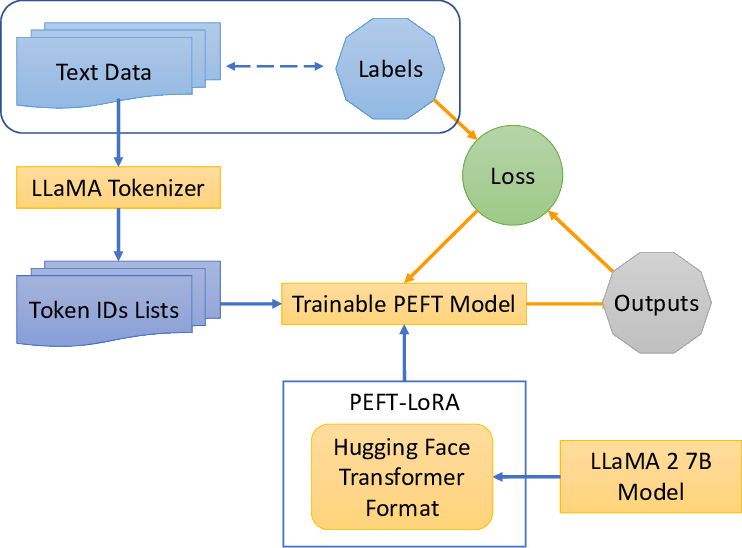 Text Data
Labels
LLaMA Tokenizer
Loss
Token IDs Lists
Trainable PEFT Model
Outputs
PEFT-LoRA
Hugging Face
Transformer
Format
LLaMA 2 7B
Model